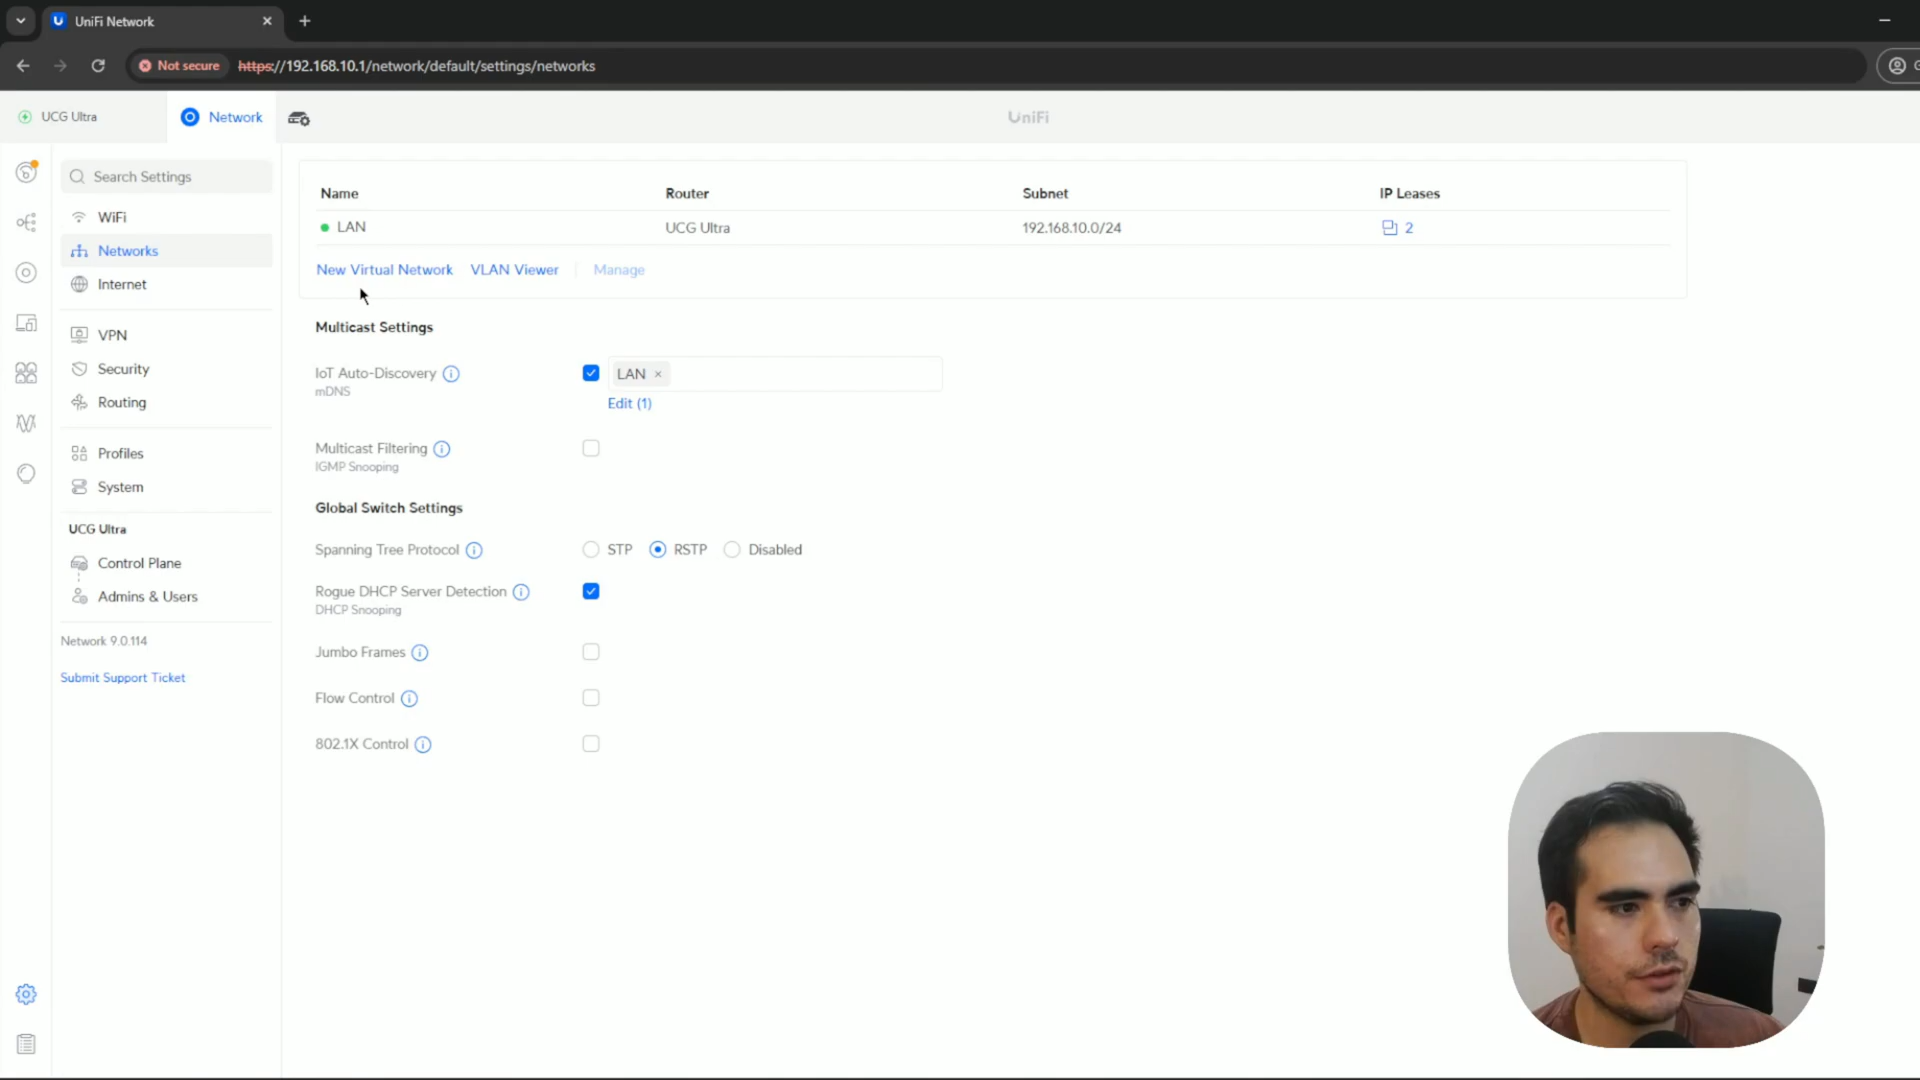 UniFi Network
Not secure
https://192.168.10.1/network/default/settings/networks
UCG Ultra
Network
UniFi
Search Settings
WiFi
Networks
Internet
VPN
Security
Routing
Profiles
System
UCG Ultra
Control Plane
Admins & Users
Network 9.0.114
Submit Support Ticket
Name Router Subnet IP Leases
LAN UCG Ultra 192.168.10.0/24 2
New Virtual Network VLAN Viewer Manage
Multicast Settings
IoT Auto-Discovery LAN
mDNS
Edit (1)
Multicast Filtering
IGMP Snooping
Global Switch Settings
Spanning Tree Protocol STP RSTP Disabled
Rogue DHCP Server Detection
DHCP Snooping
Jumbo Frames
Flow Control
802.1X Control